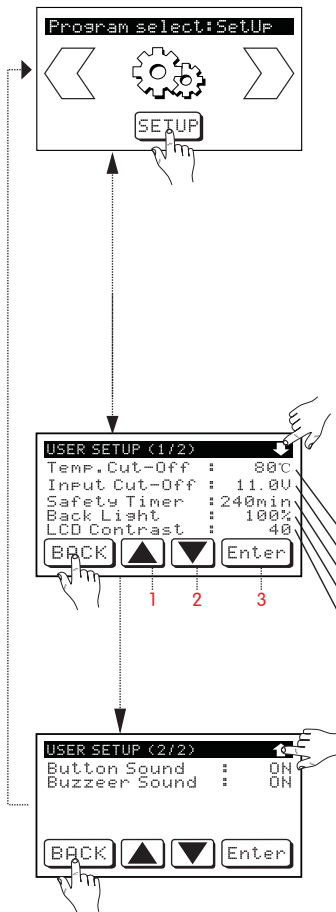 Program select:SetUp
SETUP
USER SETUP (1/2)
Temp.Cut-Off : 80℃
Input Cut-Off : 11.0V
Safety Timer :240min
Back Light : 100%
LCD Contrast : 40
BACK Enter
1 2 3
USER SETUP (2/2)
Button Sound : ON
Buzzeer Sound : ON
BACK Enter